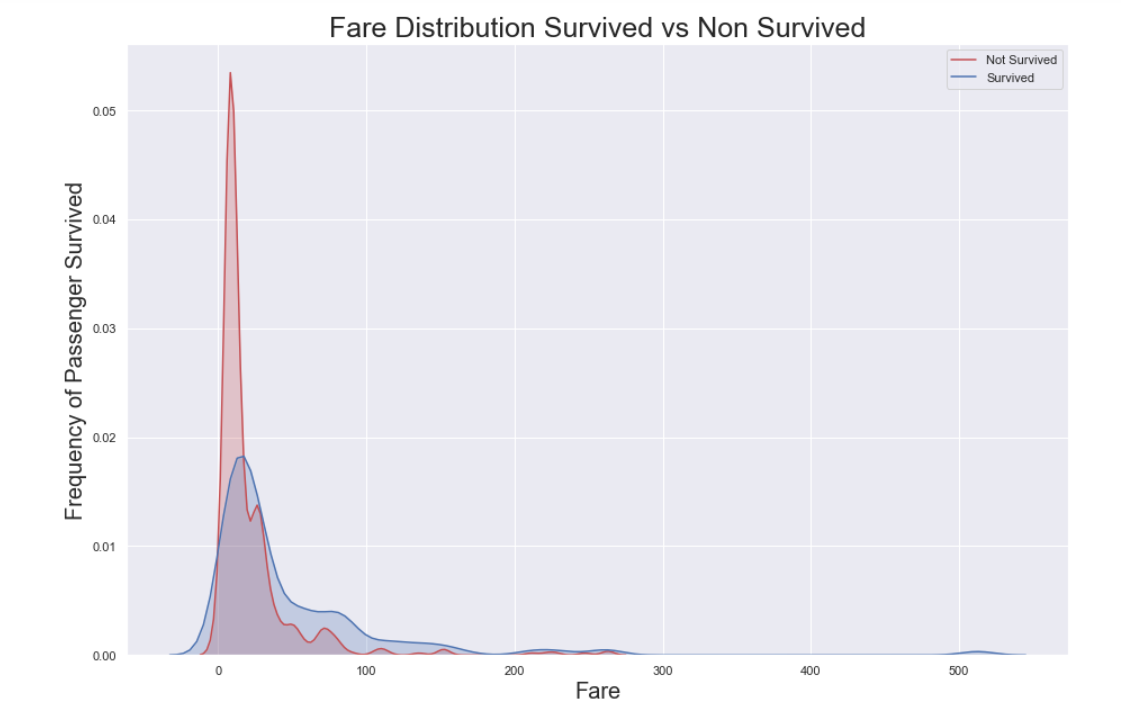 Fare Distribution Survived vs Non Survived
Not Survived
Survived
Frequency of Passenger Survived
0.05
0.04
0.03
0.02
0.01
0.00
0
100
200
300
400
500
Fare